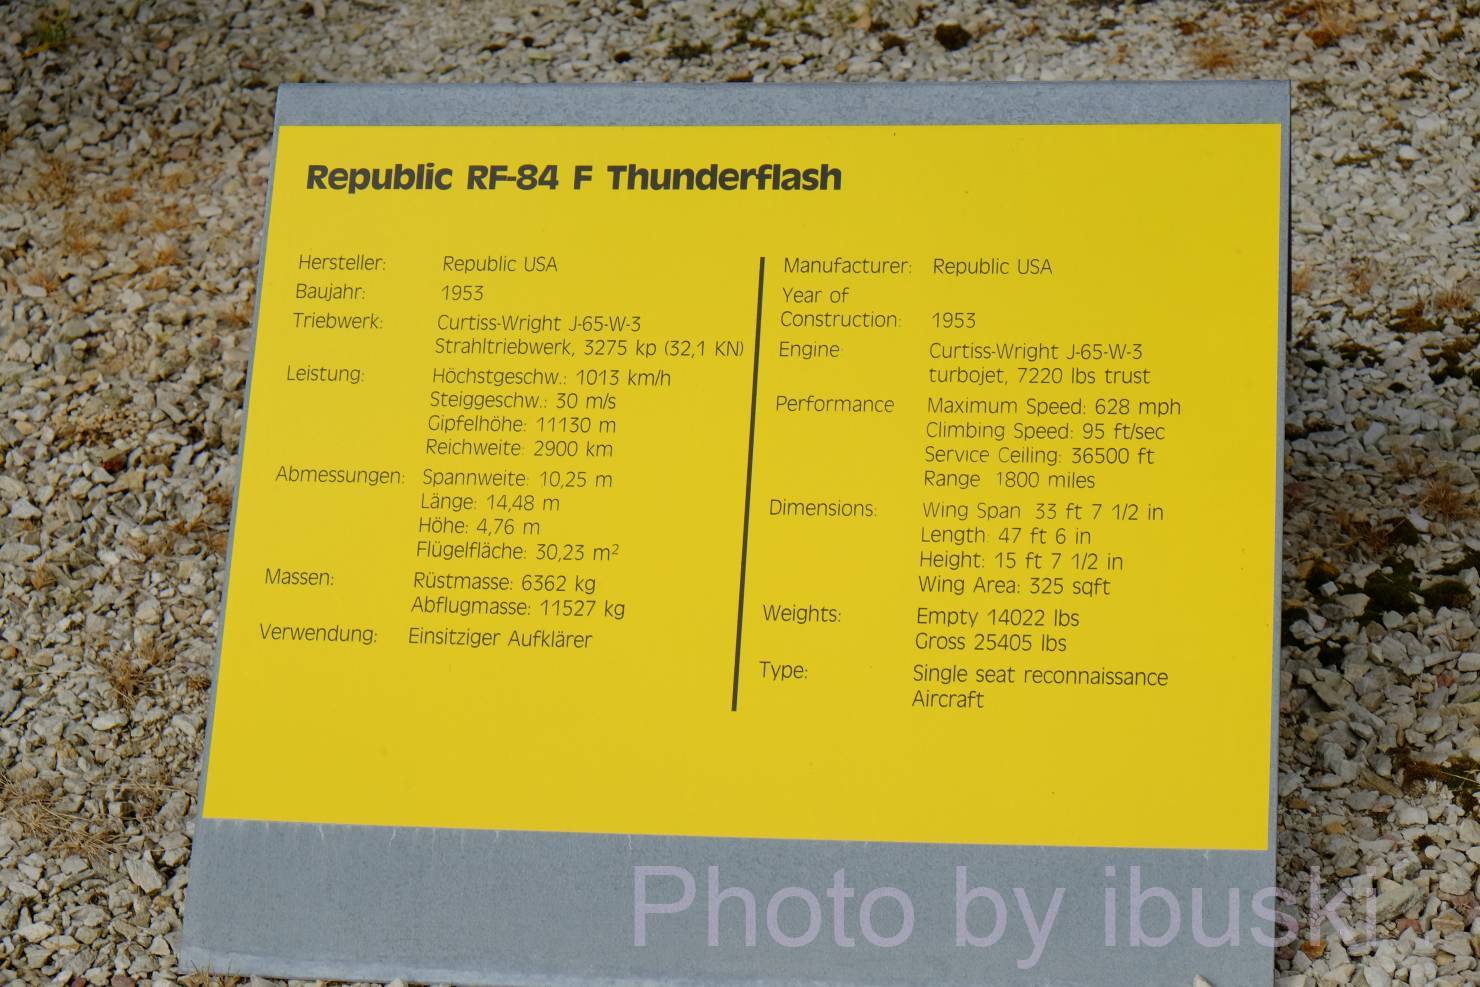 Republic RF-84 F Thunderflash
Hersteller: Republic USA
Baujahr: 1953
Triebwerk: Curtiss-Wright J-65-W-3
Strahltriebwerk, 3275 kp (32,1 KN)
Leistung: Höchstgeschw.: 1013 km/h
Steiggeschw.: 30 m/s
Gipfelhöhe: 11130 m
Reichweite: 2900 km
Abmessungen: Spannweite: 10,25 m
Länge: 14,48 m
Höhe: 4,76 m
Flügelfläche: 30,23 m²
Massen: Rüstmasse: 6362 kg
Abflugmasse: 11527 kg
Verwendung: Einsitziger Aufklärer
Manufacturer: Republic USA
Year of
Construction: 1953
Engine Curtiss-Wright J-65-W-3
turbojet, 7220 lbs trust
Performance Maximum Speed: 628 mph
Climbing Speed: 95 ft/sec
Service Ceiling: 36500 ft
Range 1800 miles
Dimensions: Wing Span 33 ft 7 1/2 in
Length: 47 ft 6 in
Height: 15 ft 7 1/2 in
Wing Area: 325 sqft
Weights: Empty 14022 lbs
Gross 25405 lbs
Type: Single seat reconnaissance
Aircraft
Photo by ibuski